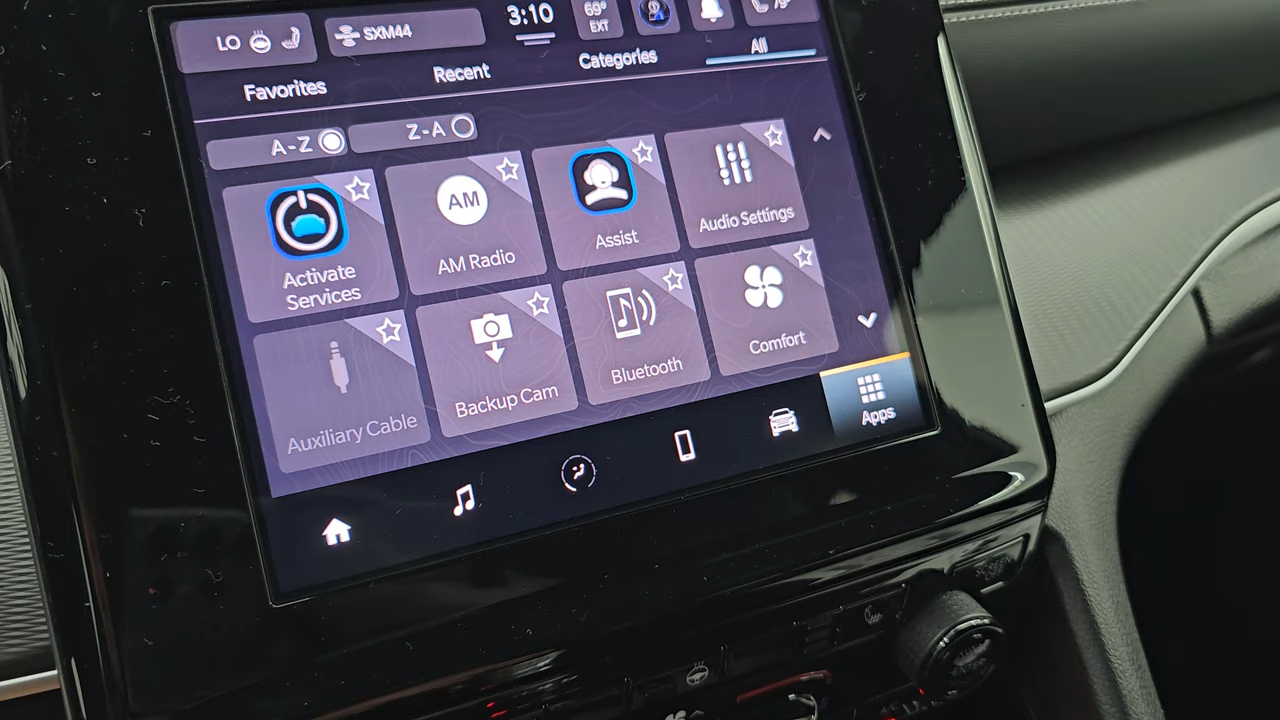 LO
SXM44
3:10
69°
EXT
Favorites
Recent
Categories
All
A-Z
Z-A
Activate
Services
AM
AM Radio
Assist
Audio Settings
Auxiliary Cable
Backup Cam
Bluetooth
Comfort
Apps